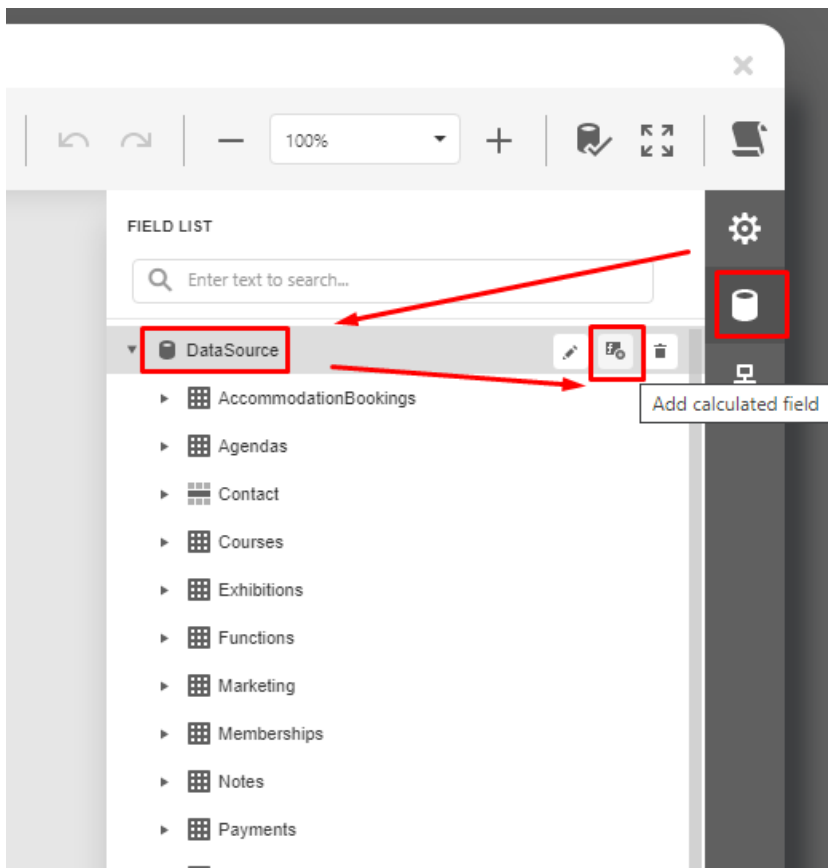 100%
FIELD LIST
Enter text to search...
DataSource
Add calculated field
AccommodationBookings
Agendas
Contact
Courses
Exhibitions
Functions
Marketing
Memberships
Notes
Payments